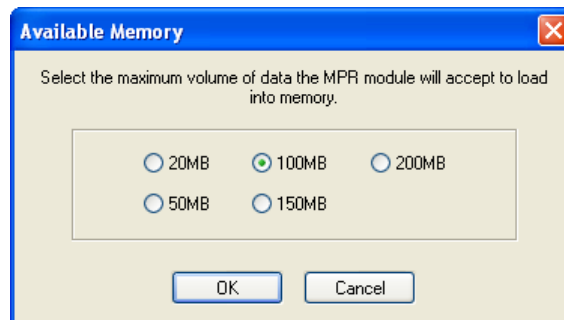 Available Memory
Select the maximum volume of data the MPR module will accept to load
into memory.
20MB 100MB 200MB
50MB 150MB
OK Cancel